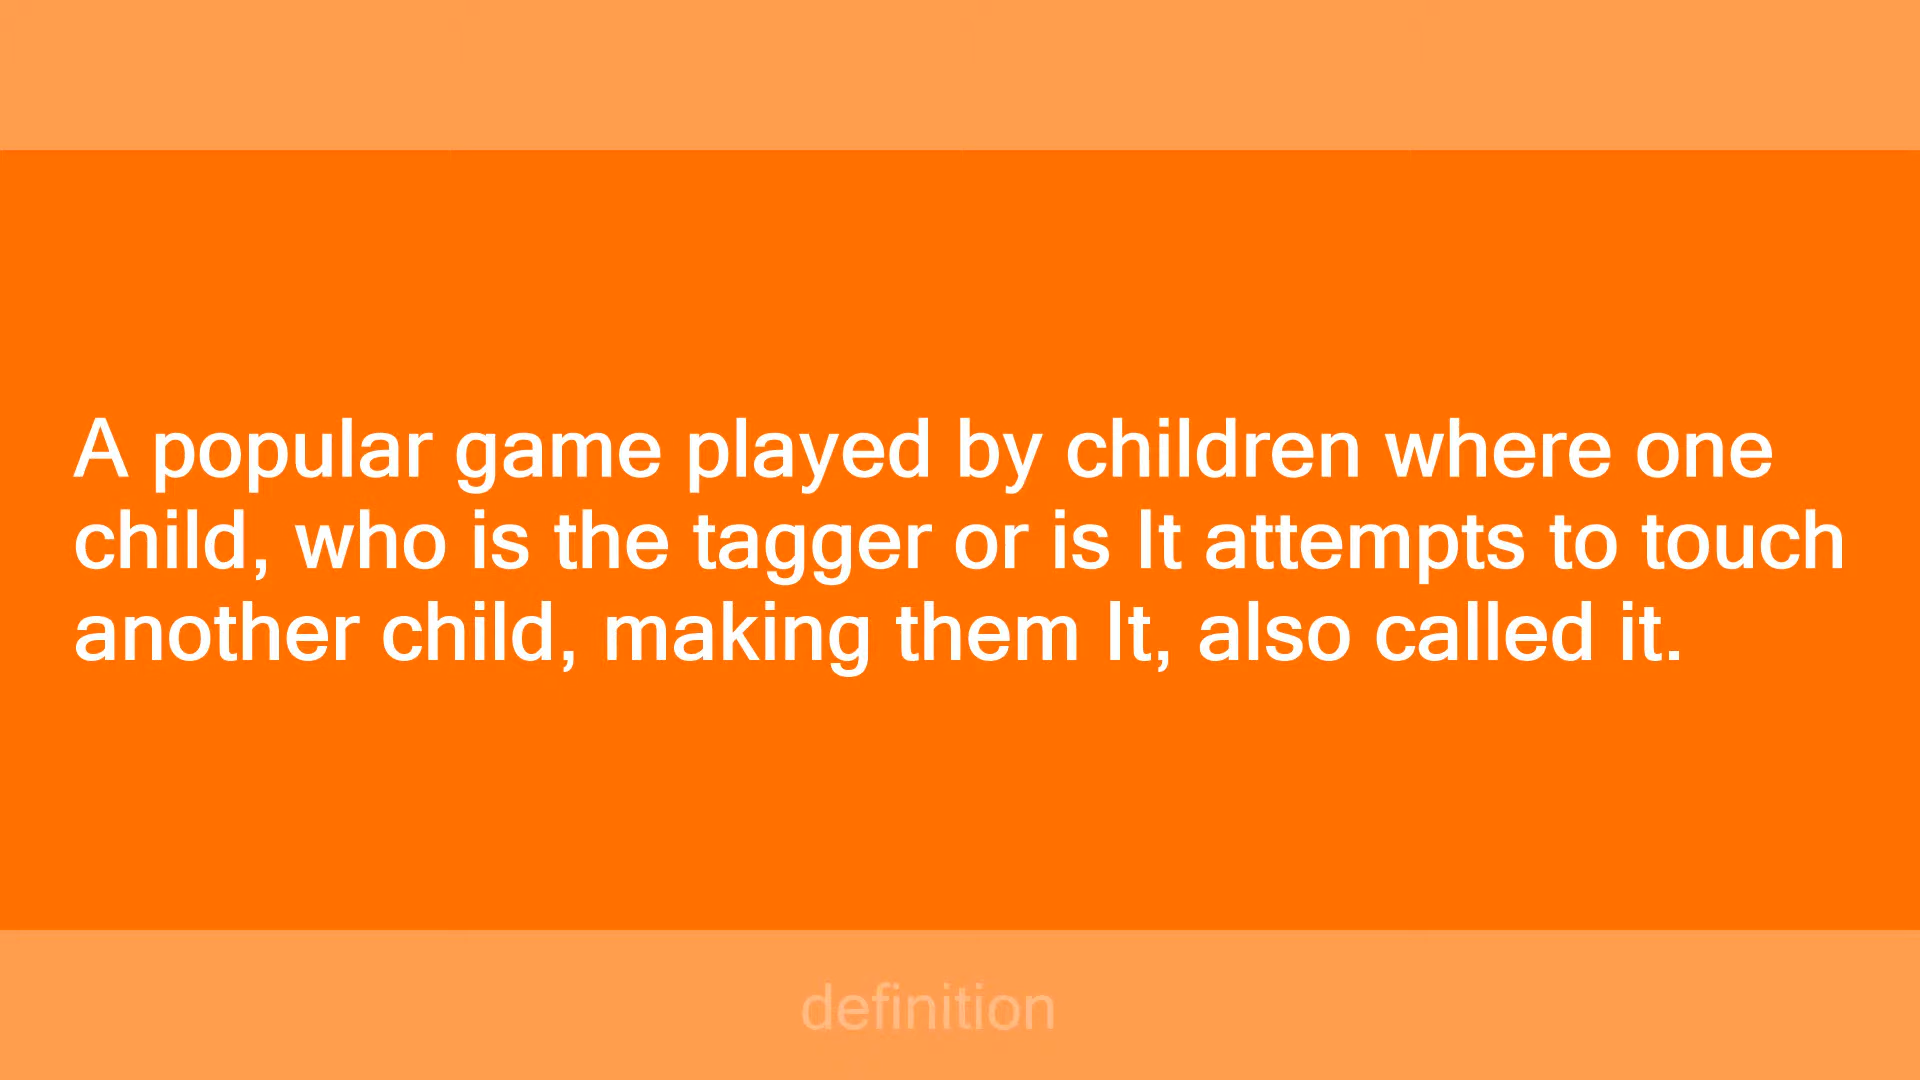 A popular game played by children where one
child, who is the tagger or is It attempts to touch
another child, making them It, also called it.
definition